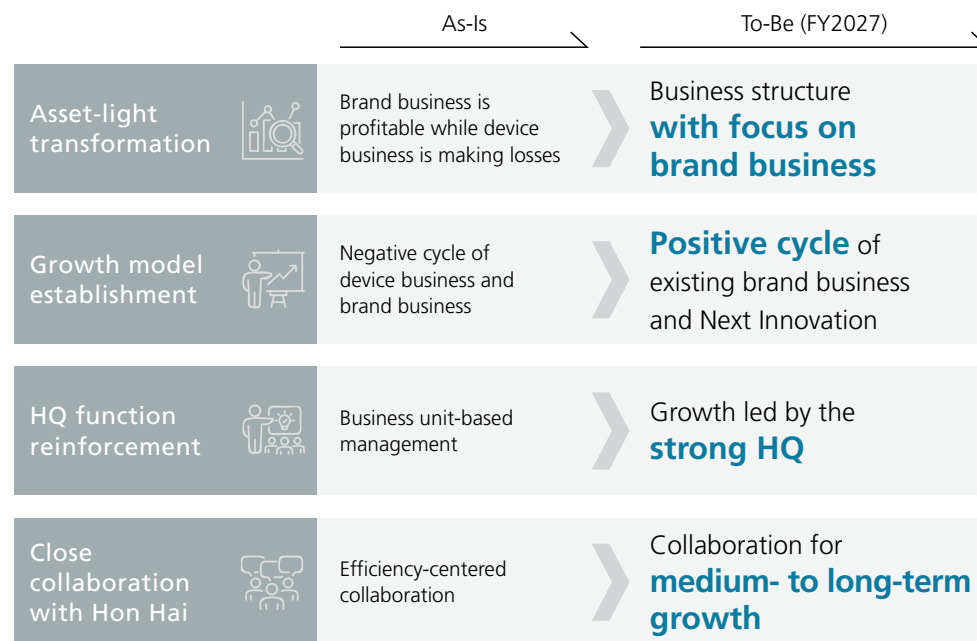 As-Is
To-Be (FY2027)
Asset-light
transformation
Brand business is
profitable while device
business is making losses
Business structure
with focus on
brand business
Growth model
establishment
Negative cycle of
device business and
brand business
Positive cycle of
existing brand business
and Next Innovation
HQ function
reinforcement
Business unit-based
management
Growth led by the
strong HQ
Close
collaboration
with Hon Hai
Efficiency-centered
collaboration
Collaboration for
medium- to long-term
growth